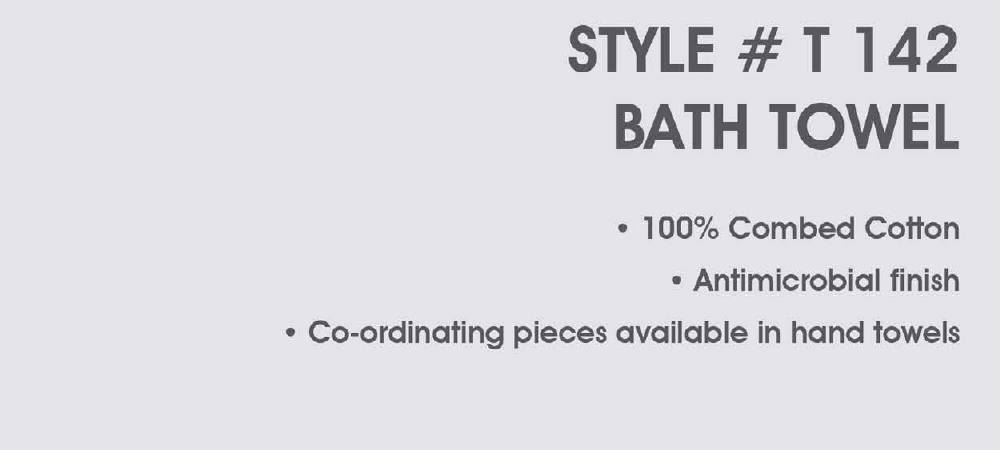 STYLE # T 142
BATH TOWEL
• 100% Combed Cotton
• Antimicrobial finish
• Co-ordinating pieces available in hand towels